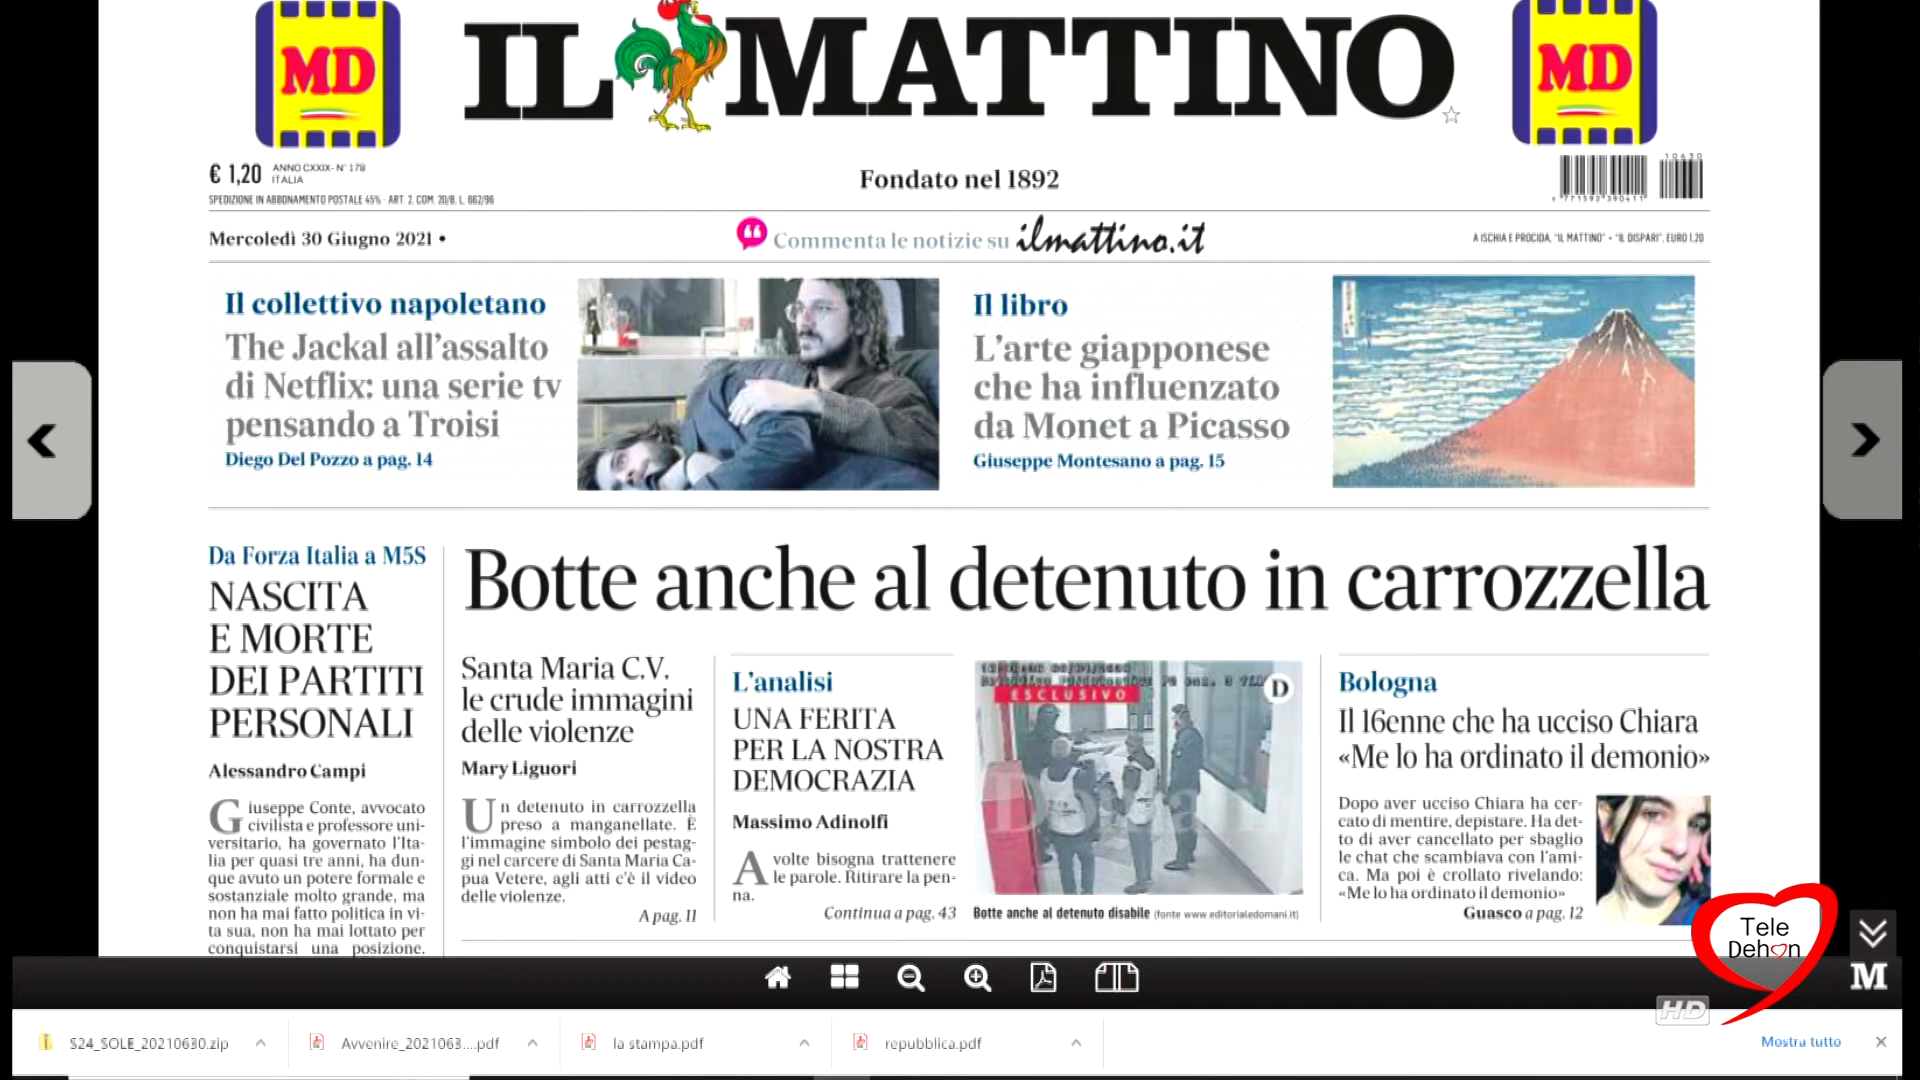 MD
IL MATTINO
MD
€ 1,20
ANNO CXXIX- N° 178
ITALIA
SPEDIZIONE IN ABBONAMENTO POSTALE 45% - ART. 2, COM. 20/B, L. 662/96
Fondato nel 1892
10630
Mercoledì 30 Giugno 2021 •
Commenta le notizie su ilmattino.it
A ISCHIA E PROCIDA, "IL MATTINO" + "IL DISPARI", EURO 1,20
Il collettivo napoletano
The Jackal all'assalto
di Netflix: una serie tv
pensando a Troisi
Diego Del Pozzo a pag. 14
Il libro
L'arte giapponese
che ha influenzato
da Monet a Picasso
Giuseppe Montesano a pag. 15
Da Forza Italia a M5S
NASCITA
E MORTE
DEI PARTITI
PERSONALI
Alessandro Campi
Giuseppe Conte, avvocato
civilista e professore uni-
versitario, ha governato l'Ita-
lia per quasi tre anni, ha dun-
que avuto un potere formale e
sostanziale molto grande, ma
non ha mai fatto politica in vi-
ta sua, non ha mai lottato per
conquistarsi una posizione.
Botte anche al detenuto in carrozzella
Santa Maria C.V.
le crude immagini
delle violenze
Mary Liguori
Un detenuto in carrozzella
preso a manganellate. È
l'immagine simbolo dei pestag-
gi nel carcere di Santa Maria Ca-
pua Vetere, agli atti c'è il video
delle violenze.
A pag. 11
L'analisi
UNA FERITA
PER LA NOSTRA
DEMOCRAZIA
Massimo Adinolfi
A volte bisogna trattenere
le parole. Ritirare la pen-
na.
Continua a pag. 43
ESCLUSIVO
D
Botte anche al detenuto disabile (fonte www.editorialedomani.it)
Bologna
Il 16enne che ha ucciso Chiara
«Me lo ha ordinato il demonio»
Dopo aver ucciso Chiara ha cer-
cato di mentire, depistare. Ha det-
to di aver cancellato per sbaglio
le chat che scambiava con l'ami-
ca. Ma poi è crollato rivelando:
«Me lo ha ordinato il demonio»
Guasco a pag. 12
Tele
Dehon
M
HD
S24_SOLE_20210630.zip
Avvenire_2021063....pdf
la stampa.pdf
repubblica.pdf
Mostra tutto